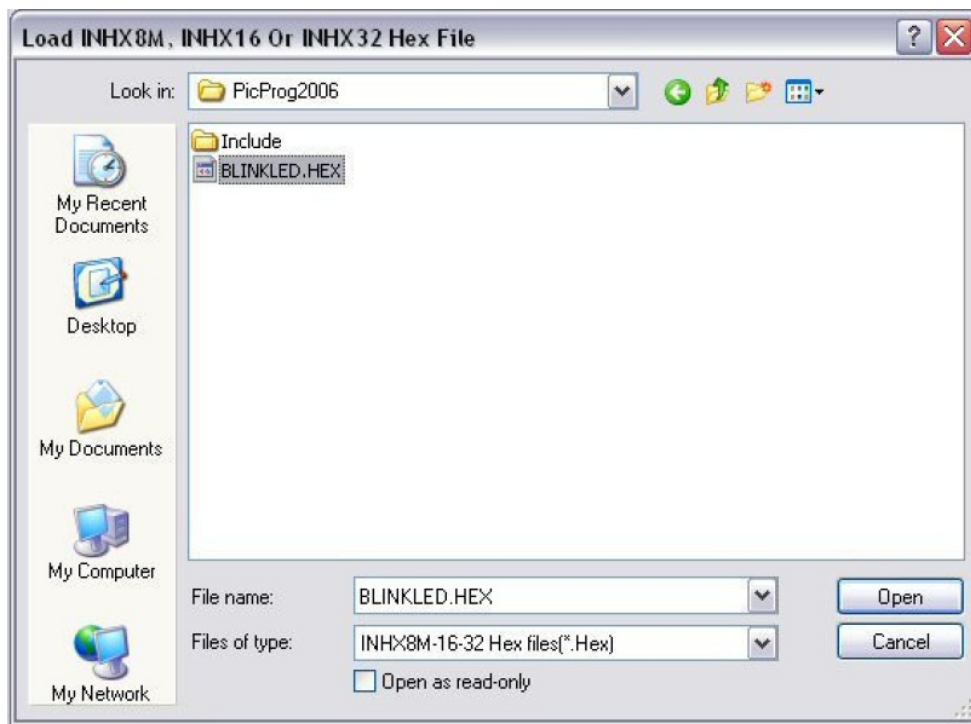 Load INHX8M, INHX16 Or INHX32 Hex File
?
Look in: PicProg2006
Include
BLINKLED.HEX
My Recent
Documents
Desktop
My Documents
My Computer
My Network
File name: BLINKLED.HEX Open
Files of type: INHX8M-16-32 Hex files(*.Hex) Cancel
Open as read-only